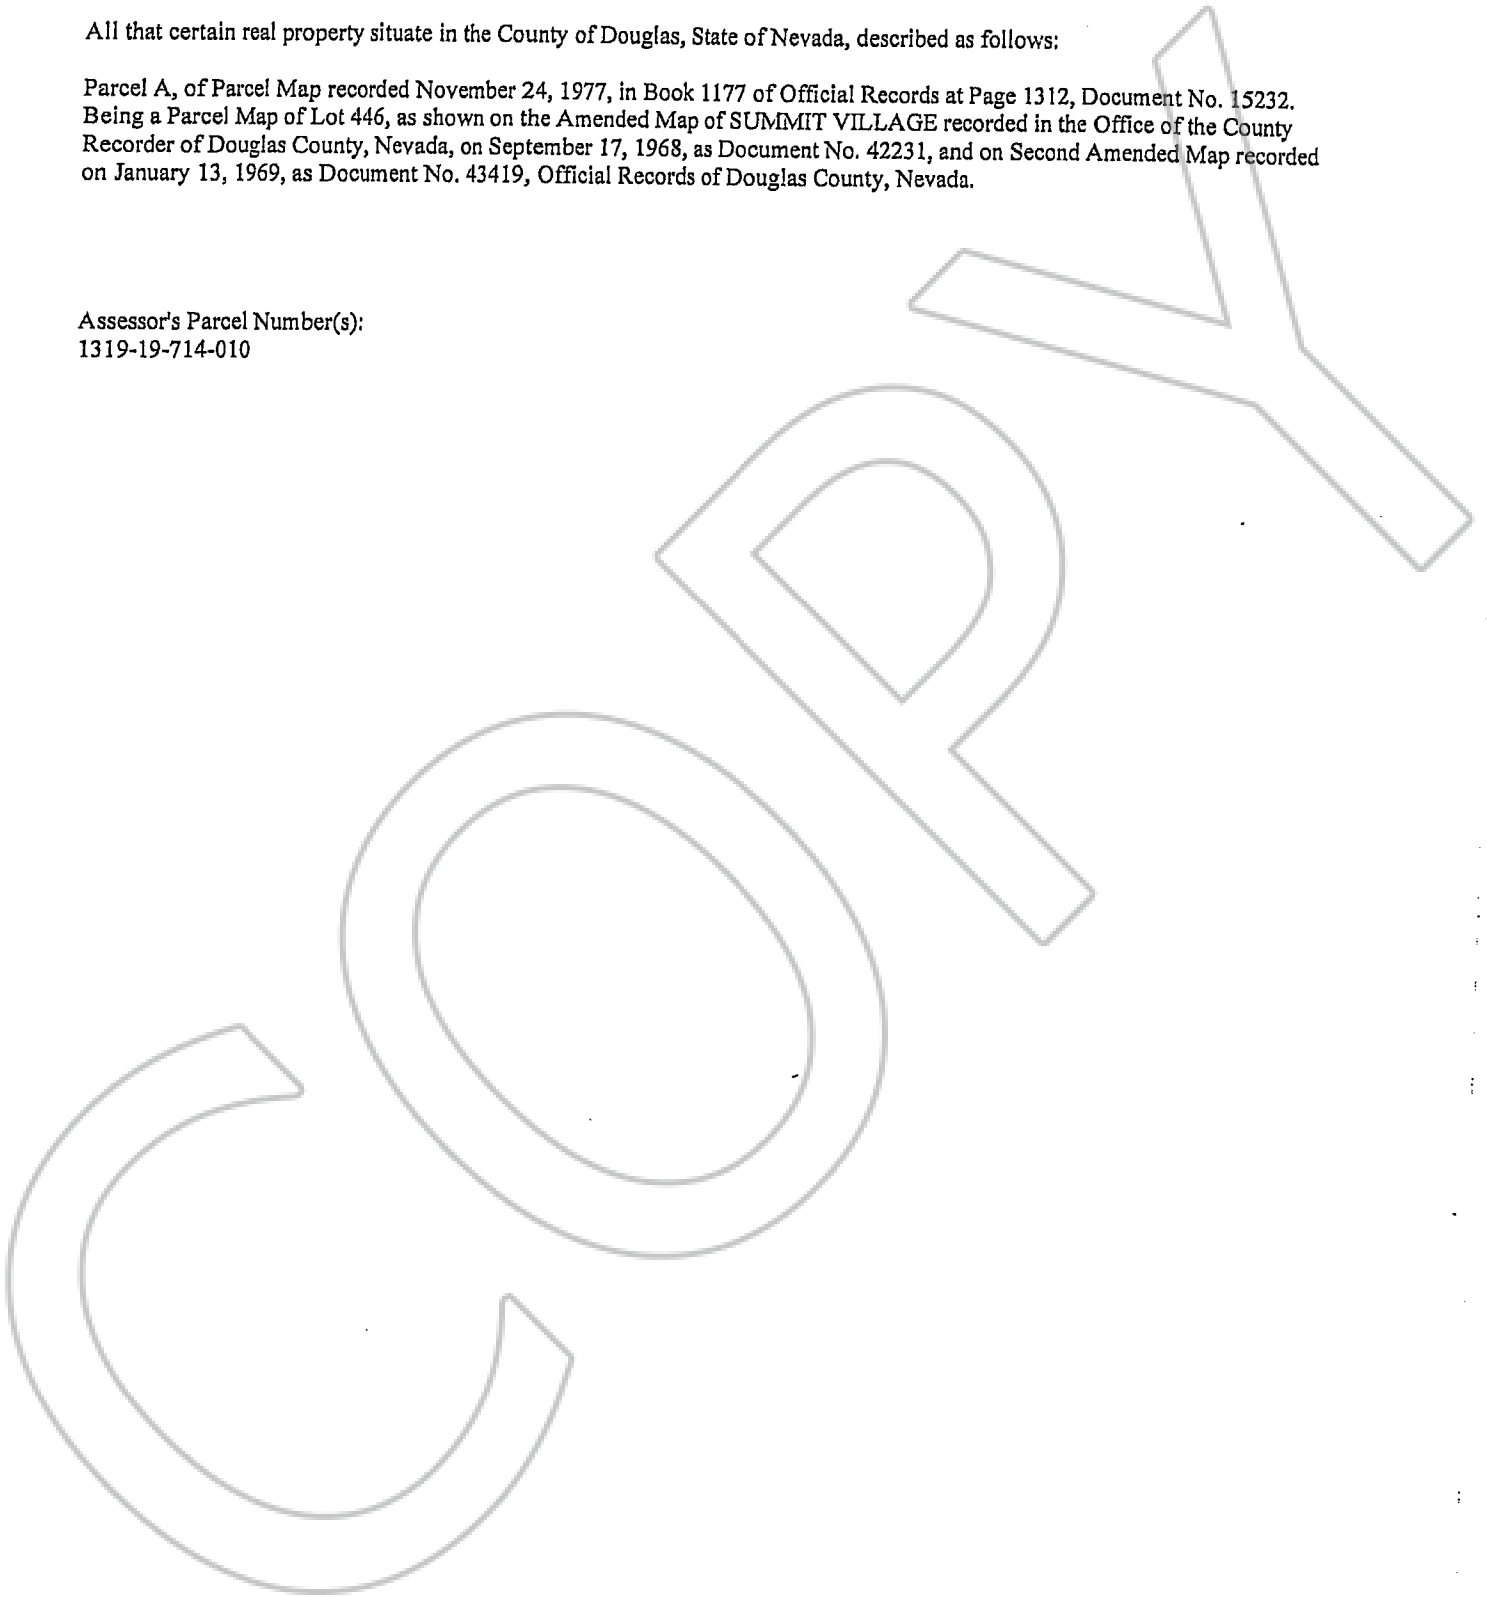 All that certain real property situate in the County of Douglas, State of Nevada, described as follows:
Parcel A, of Parcel Map recorded November 24, 1977, in Book 1177 of Official Records at Page 1312, Document No. 15232.
Being a Parcel Map of Lot 446, as shown on the Amended Map of SUMMIT VILLAGE recorded in the Office of the County
Recorder of Douglas County, Nevada, on September 17, 1968, as Document No. 42231, and on Second Amended Map recorded
on January 13, 1969, as Document No. 43419, Official Records of Douglas County, Nevada.
Assessor's Parcel Number(s):
1319-19-714-010
COPY